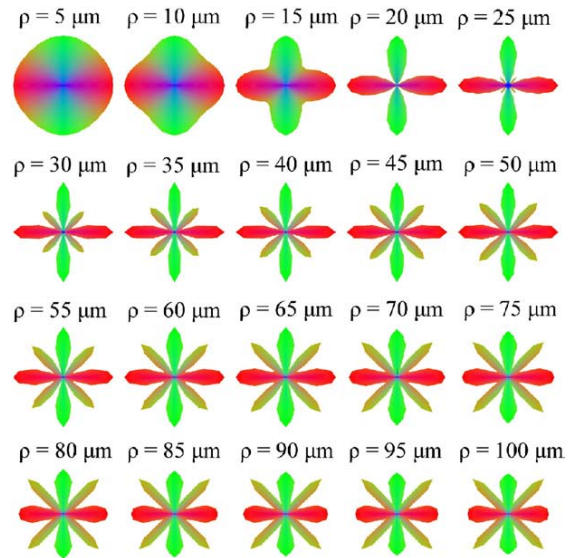 ρ = 5 μm ρ = 10 μm ρ = 15 μm ρ = 20 μm ρ = 25 μm
ρ = 30 μm ρ = 35 μm ρ = 40 μm ρ = 45 μm ρ = 50 μm
ρ = 55 μm ρ = 60 μm ρ = 65 μm ρ = 70 μm ρ = 75 μm
ρ = 80 μm ρ = 85 μm ρ = 90 μm ρ = 95 μm ρ = 100 μm